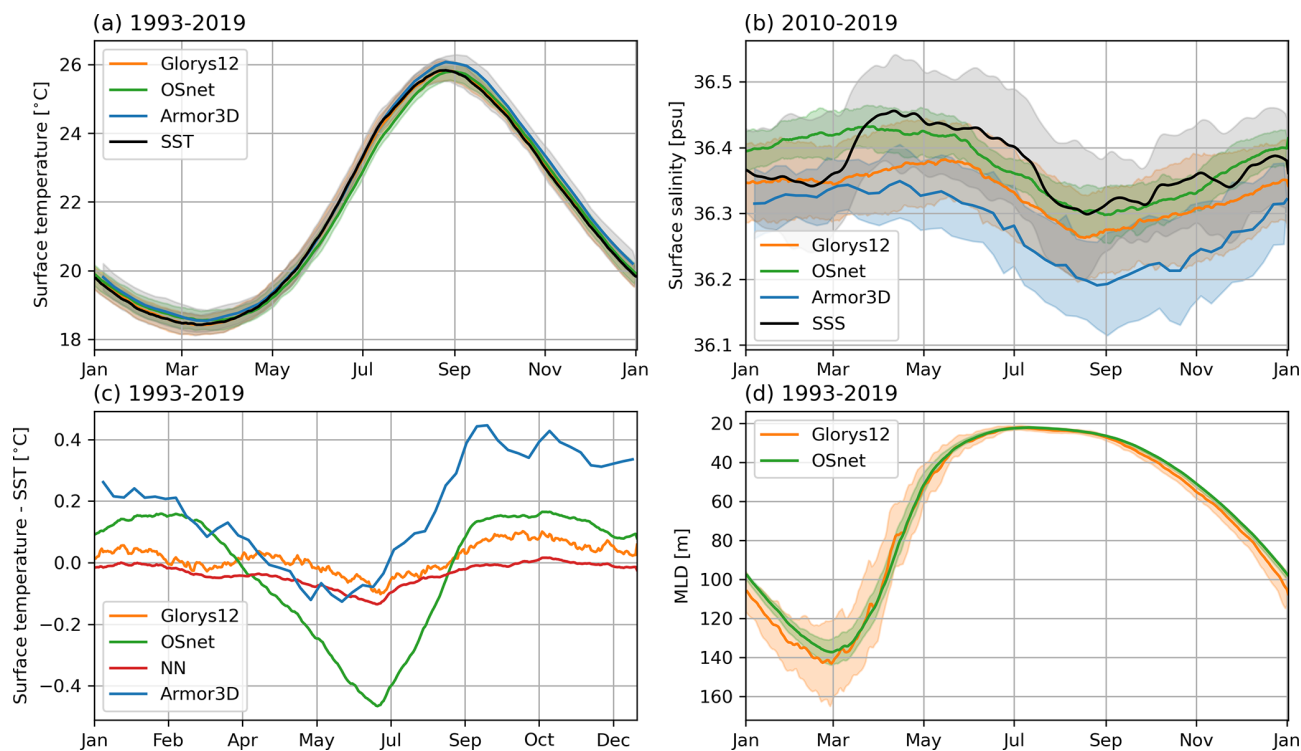 (a) 1993-2019
Surface temperature [°C]
26
24
22
20
18
Glorys12
OSnet
Armor3D
SST
Jan Mar May Jul Sep Nov Jan
(b) 2010-2019
Surface salinity [psu]
36.5
36.4
36.3
36.2
36.1
Glorys12
OSnet
Armor3D
SSS
Jan Mar May Jul Sep Nov Jan
(c) 1993-2019
Surface temperature - SST [°C]
0.4
0.2
0.0
−0.2
−0.4
Glorys12
OSnet
NN
Armor3D
Jan Feb Apr May Jul Sep Oct Dec
(d) 1993-2019
MLD [m]
20
40
60
80
100
120
140
160
Glorys12
OSnet
Jan Mar May Jul Sep Nov Jan